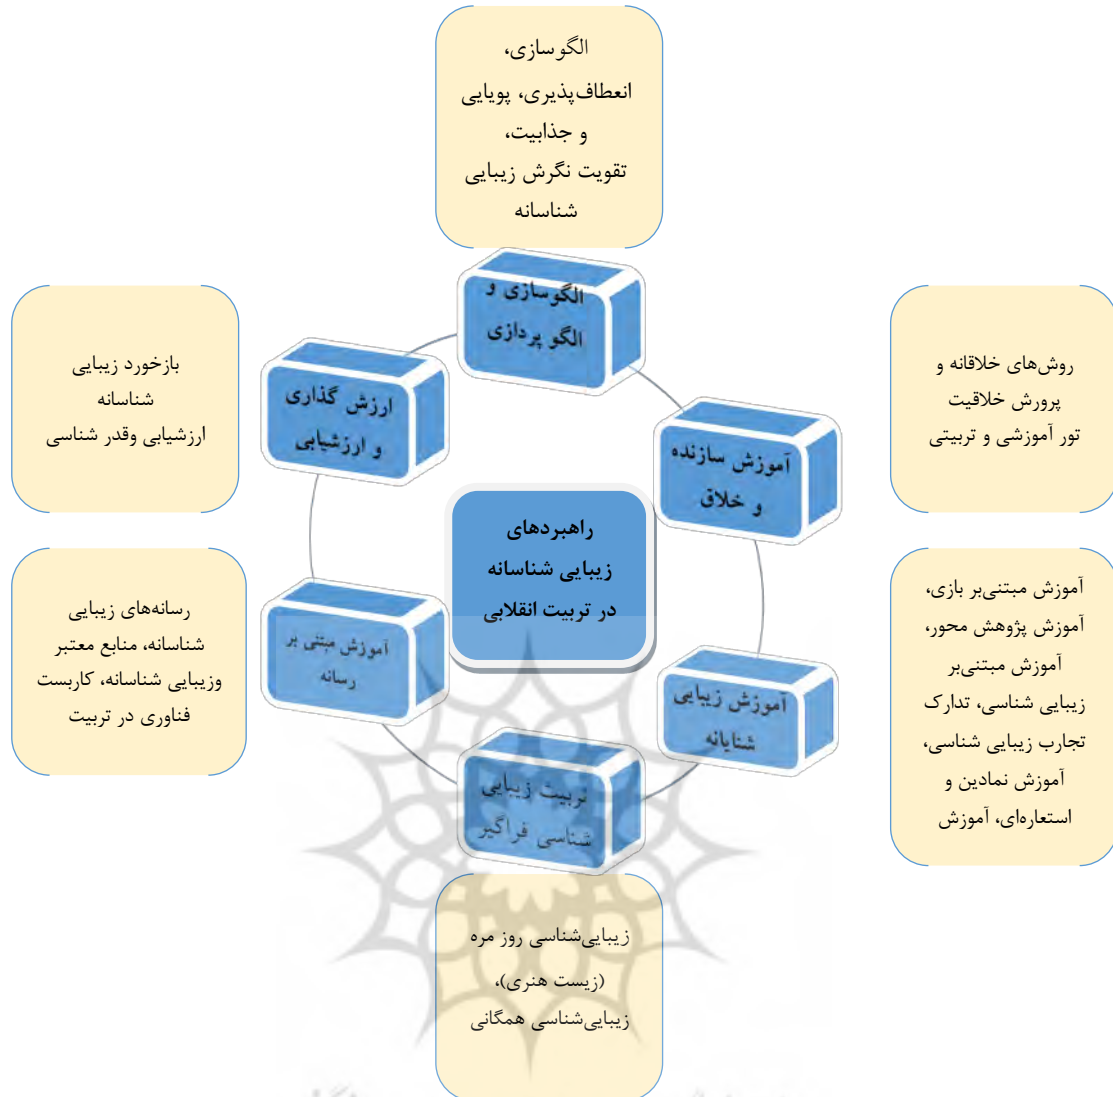 الگوسازی،
انعطاف‌پذیری، پویایی
و جذابیت،
تقویت نگرش زیبایی
شناسانه
الگوسازی و
الگو پردازی
روش‌های خلاقانه و
پرورش خلاقیت
تور آموزشی و تربیتی
آموزش سازنده
و خلاق
بازخورد زیبایی
شناسانه
ارزشیابی وقدر شناسی
ارزش گذاری
و ارزشیابی
راهبردهای
زیبایی شناسانه
در تربیت انقلابی
آموزش مبتنی‌بر بازی،
آموزش پژوهش محور،
آموزش مبتنی‌بر
زیبایی شناسی، تدارک
تجارب زیبایی شناسی،
آموزش نمادین و
استعاره‌ای، آموزش
آموزش زیبایی
شنایانه
رسانه‌های زیبایی
شناسانه، منابع معتبر
وزیبایی شناسانه، کاربست
فناوری در تربیت
آموزش مبتنی بر
رسانه
تربیت زیبایی
شناسی فراگیر
زیبایی‌شناسی روز مره
(زیست هنری)،
زیبایی‌شناسی همگانی